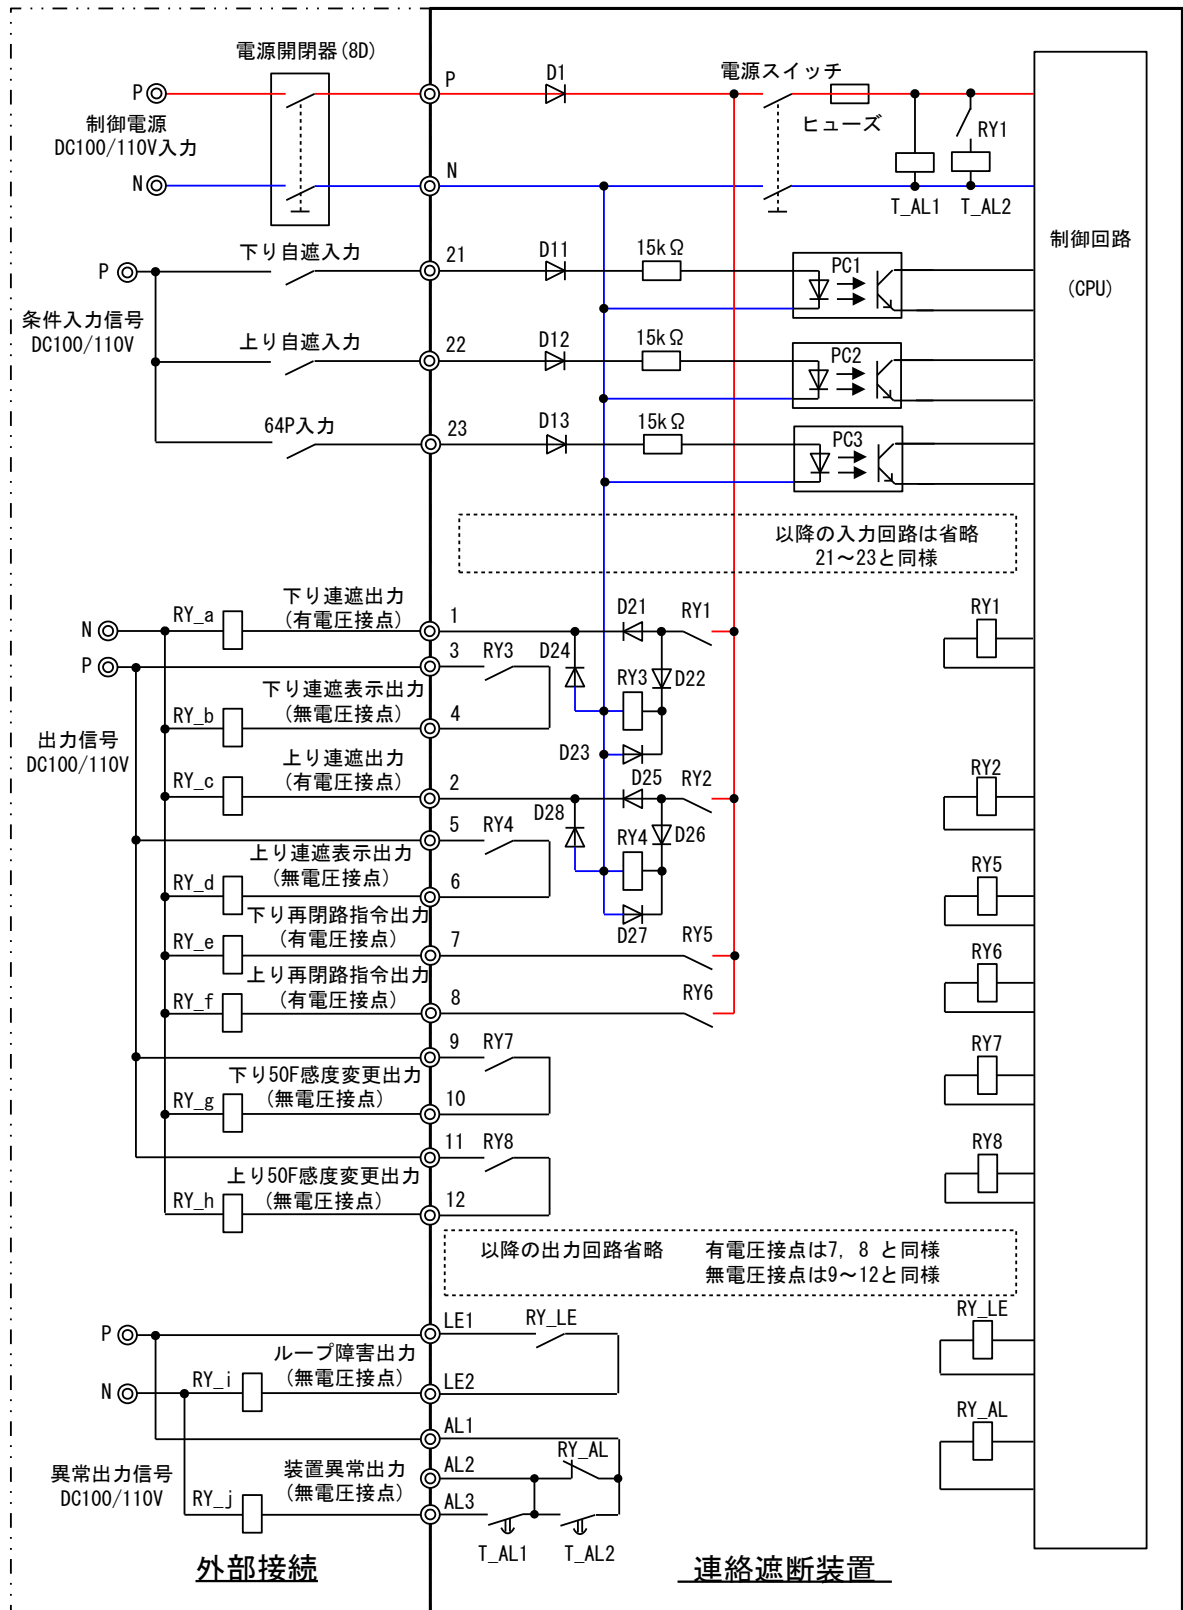 電源開閉器(8D)
P
制御電源
DC100/110V入力
N
P
D1
電源スイッチ
ヒューズ
RY1
N
T_AL1
T_AL2
制御回路
(CPU)
P
下り自遮入力
21
D11
15kΩ
PC1
条件入力信号
DC100/110V
上り自遮入力
22
D12
15kΩ
PC2
64P入力
23
D13
15kΩ
PC3
以降の入力回路は省略
21～23と同様
N
P
RY_a
下り連遮出力
(有電圧接点)
1
D21
RY1
RY1
3
RY3
D24
RY3
D22
下り連遮表示出力
(無電圧接点)
RY_b
4
D23
出力信号
DC100/110V
RY_c
上り連遮出力
(有電圧接点)
2
D25
RY2
RY2
D28
5
RY4
RY4
D26
上り連遮表示出力
(無電圧接点)
RY_d
6
D27
RY5
下り再閉路指令出力
(有電圧接点)
RY_e
7
RY5
RY6
上り再閉路指令出力
(有電圧接点)
RY_f
8
RY6
9
RY7
RY7
下り50F感度変更出力
(無電圧接点)
RY_g
10
11
RY8
RY8
上り50F感度変更出力
(無電圧接点)
RY_h
12
以降の出力回路省略
有電圧接点は7, 8 と同様
無電圧接点は9～12と同様
P
LE1
RY_LE
RY_LE
ループ障害出力
(無電圧接点)
N
RY_i
LE2
AL1
RY_AL
RY_AL
異常出力信号
DC100/110V
装置異常出力
(無電圧接点)
AL2
RY_j
AL3
T_AL1
T_AL2
外部接続
連絡遮断装置